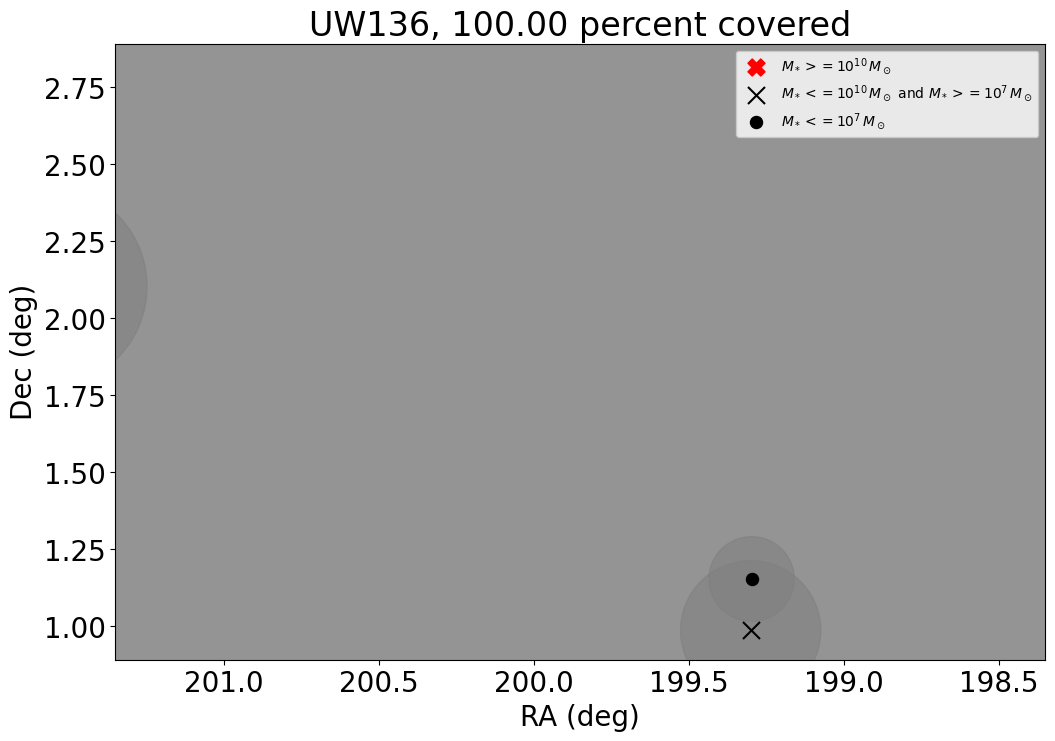 UW136, 100.00 percent covered
M* >= 10^10 M⊙
M* <= 10^10 M⊙ and M* >= 10^7 M⊙
M* <= 10^7 M⊙
Dec (deg)
2.75
2.50
2.25
2.00
1.75
1.50
1.25
1.00
201.0 200.5 200.0 199.5 199.0 198.5
RA (deg)